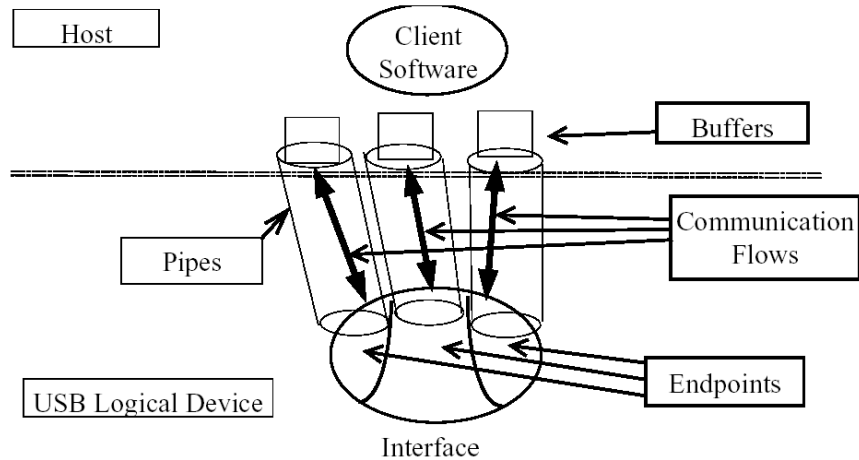 Host
Client
Software
Buffers
Communication
Flows
Pipes
Endpoints
USB Logical Device
Interface